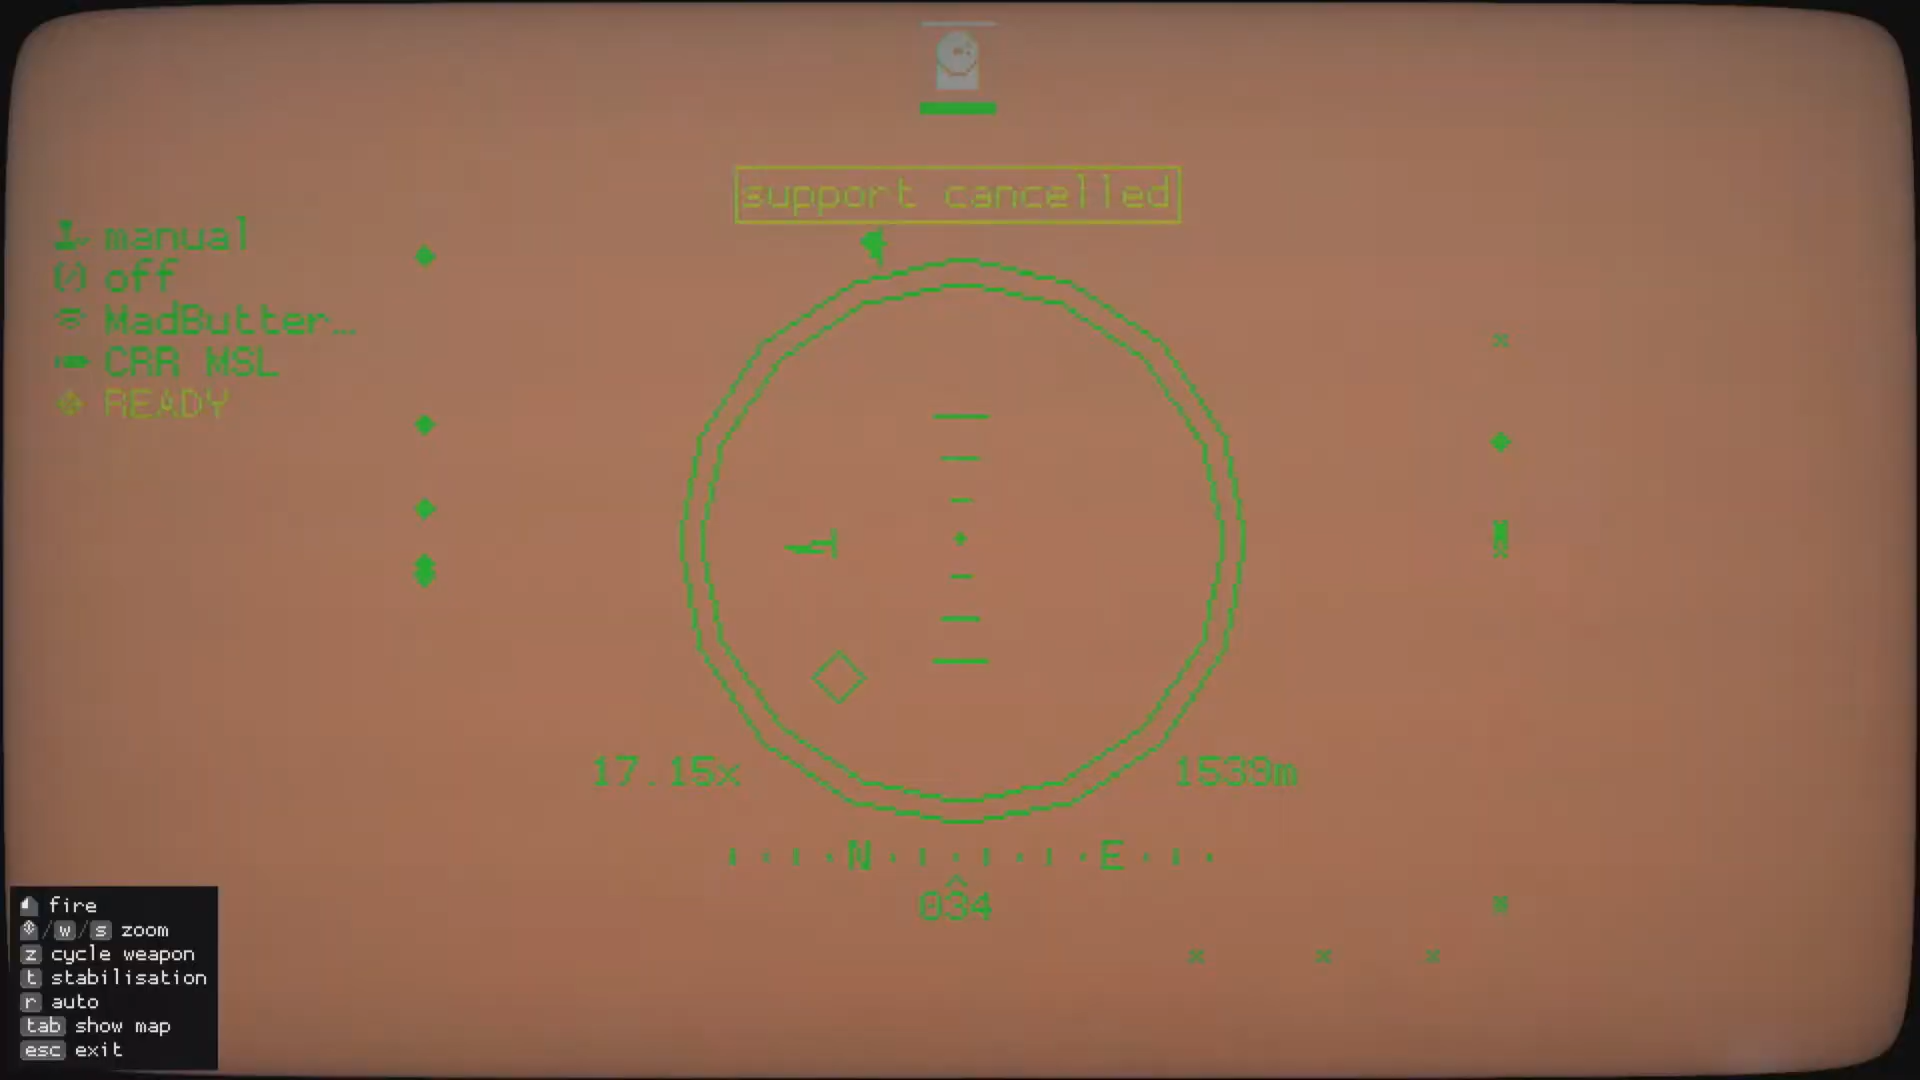 support cancelled
manual
off
MadButter…
CRR MSL
READY
17.15x
1539m
N E
034
fire
/w/s zoom
z cycle weapon
t stabilisation
r auto
tab show map
esc exit